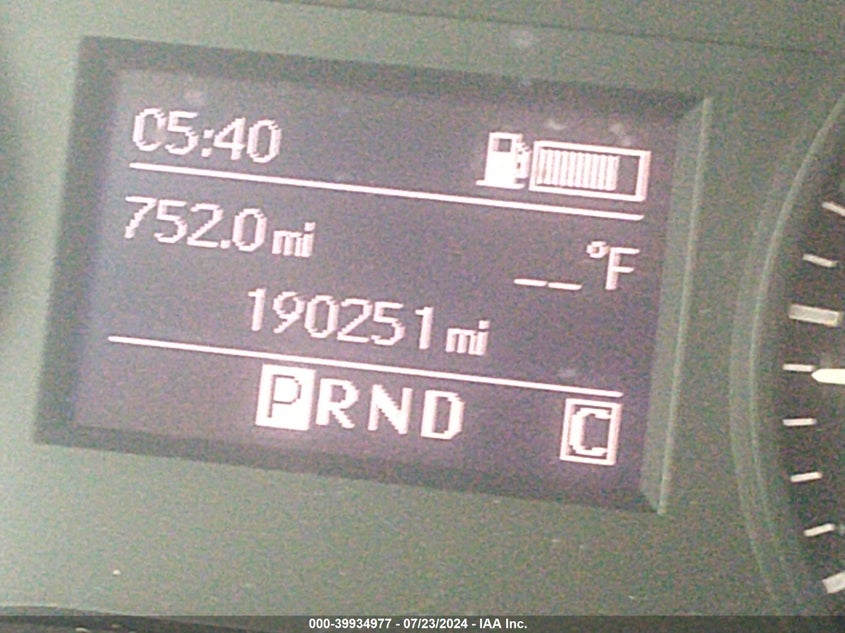 05:40
752.0 mi
__°F
190251 mi
PRND C
000-39934977 - 07/23/2024 - IAA Inc.